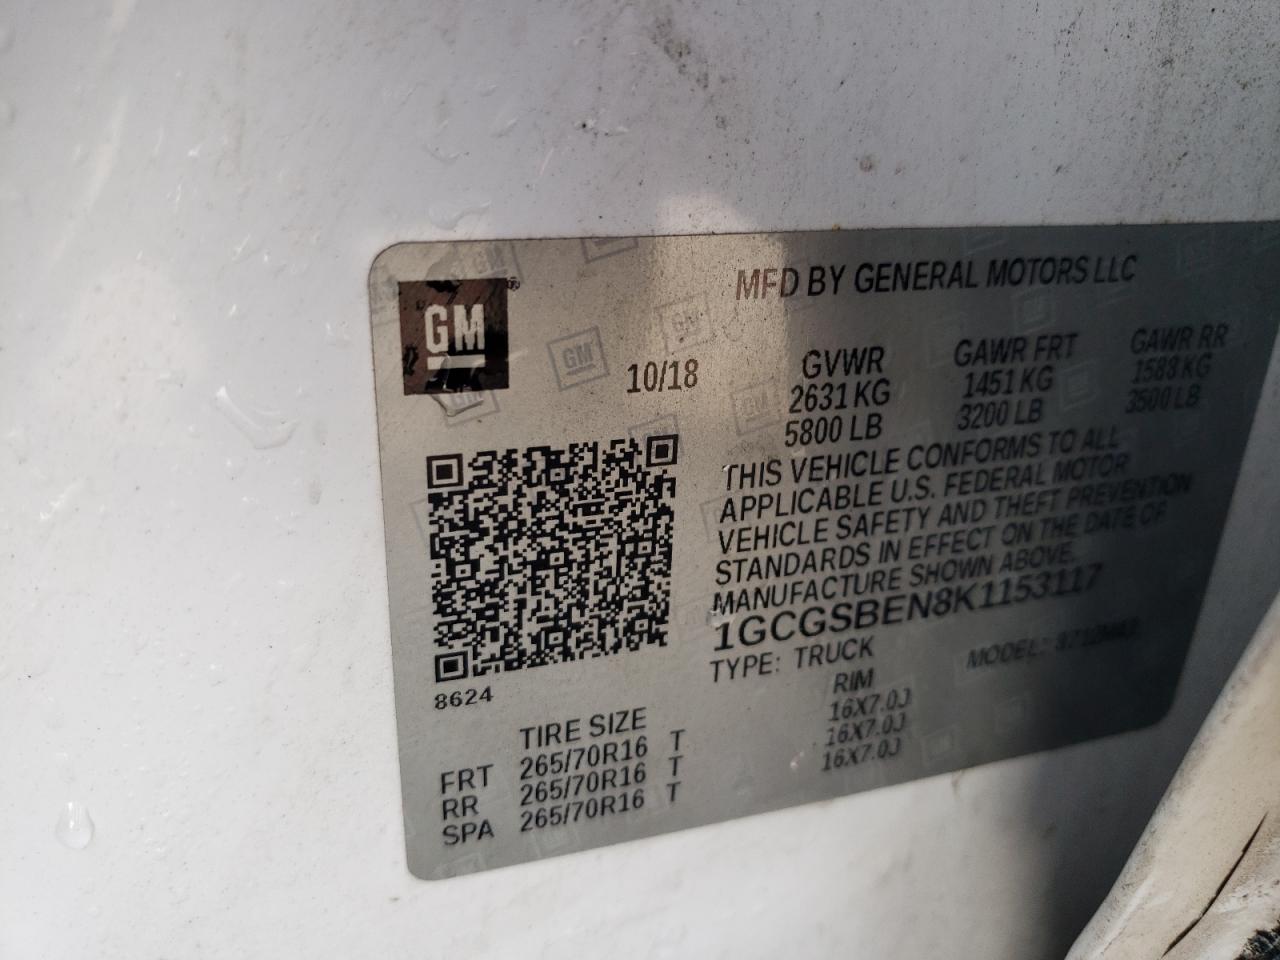 GM
MFD BY GENERAL MOTORS LLC
10/18
GVWR GAWR FRT GAWR RR
2631 KG 1451 KG 1588 KG
5800 LB 3200 LB 3500 LB
THIS VEHICLE CONFORMS TO ALL
APPLICABLE U.S. FEDERAL MOTOR
VEHICLE SAFETY AND THEFT PREVENTION
STANDARDS IN EFFECT ON THE DATE OF
MANUFACTURE SHOWN ABOVE.
1GCGSBEN8K1153117
TYPE: TRUCK MODEL:
8624
TIRE SIZE RIM
FRT 265/70R16 T 16X7.0J
RR 265/70R16 T 16X7.0J
SPA 265/70R16 T 16X7.0J